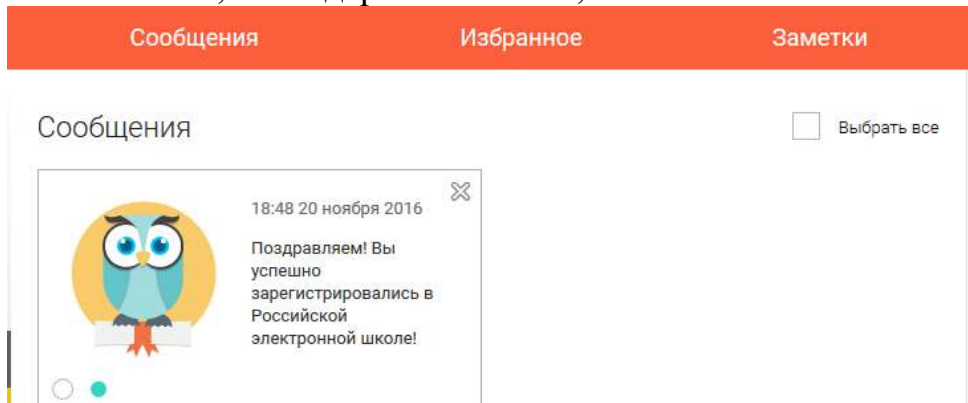 Сообщения Избранное Заметки
Сообщения
Выбрать все
18:48 20 ноября 2016
Поздравляем! Вы
успешно
зарегистрировались в
Российской
электронной школе!